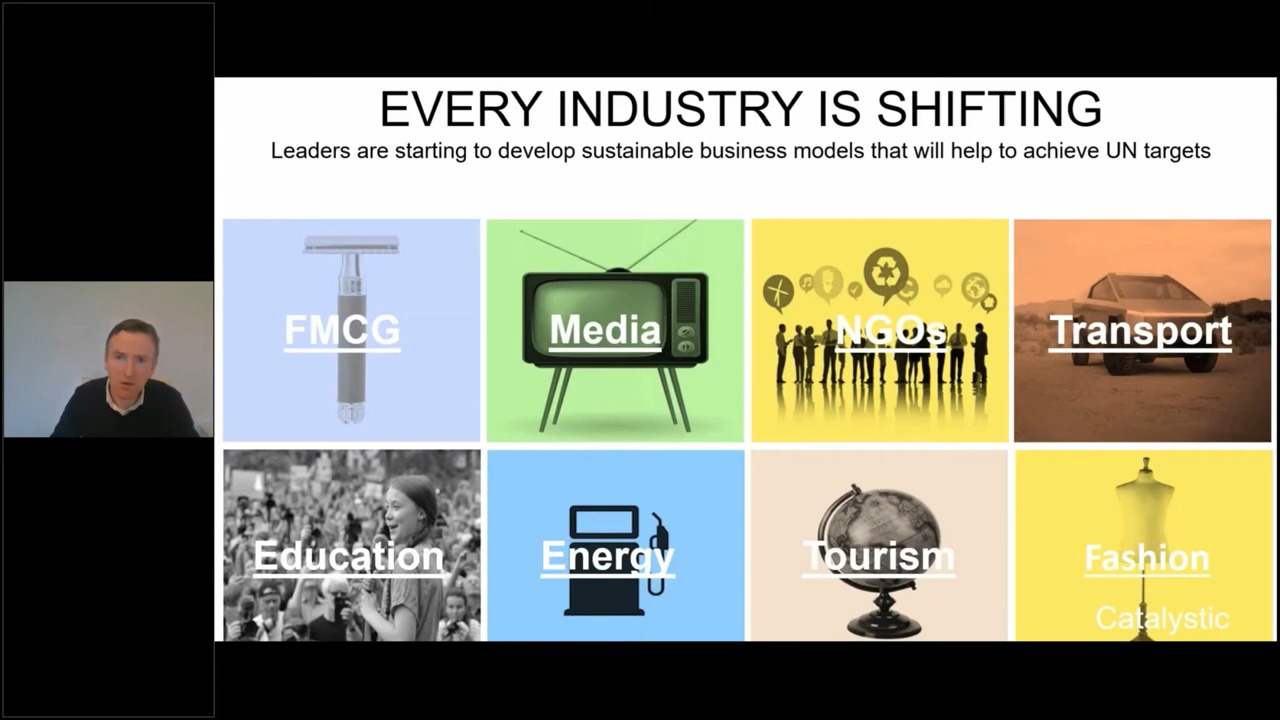 EVERY INDUSTRY IS SHIFTING
Leaders are starting to develop sustainable business models that will help to achieve UN targets
FMCG
Media
NGOs
Transport
Education
Energy
Tourism
Fashion
Catalystic